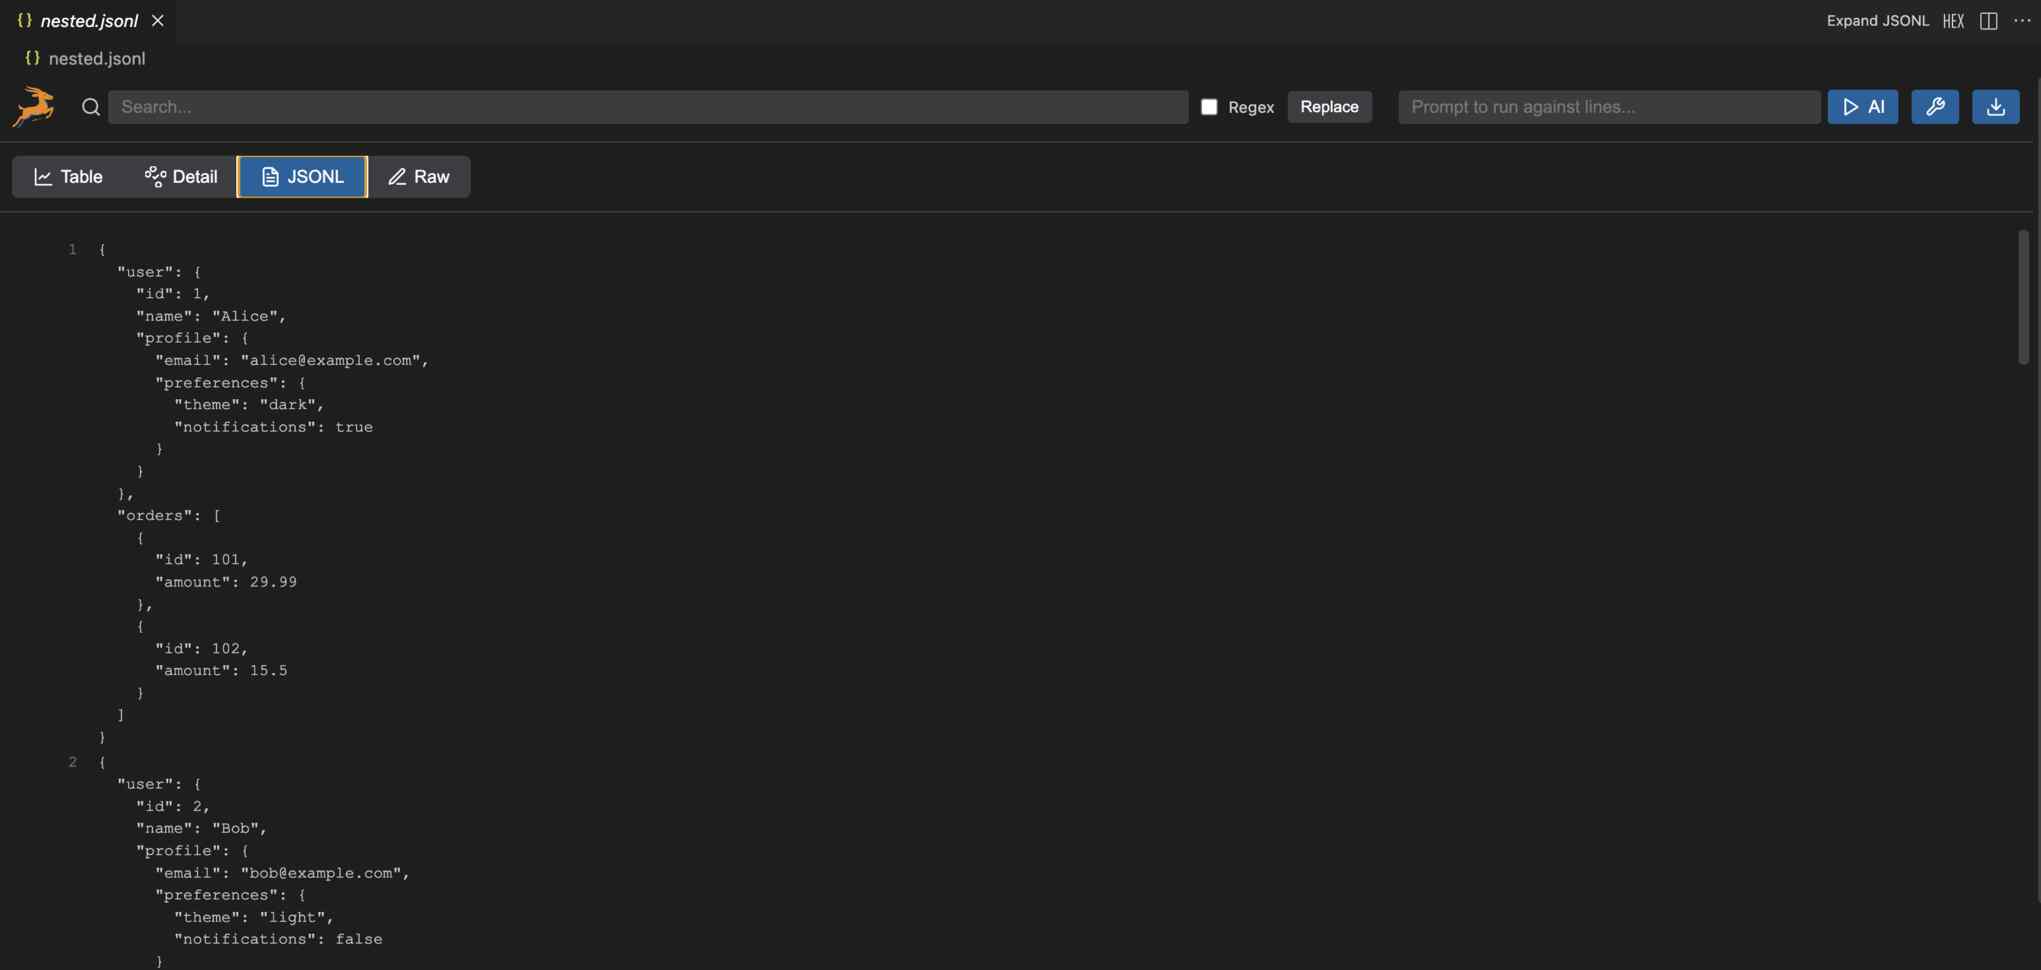 {} nested.jsonl ×
Expand JSONL HEX ···
{} nested.jsonl
Search... Regex Replace Prompt to run against lines... AI
Table Detail JSONL Raw
1 {
"user": {
"id": 1,
"name": "Alice",
"profile": {
"email": "alice@example.com",
"preferences": {
"theme": "dark",
"notifications": true
}
}
},
"orders": [
{
"id": 101,
"amount": 29.99
},
{
"id": 102,
"amount": 15.5
}
]
}
2 {
"user": {
"id": 2,
"name": "Bob",
"profile": {
"email": "bob@example.com",
"preferences": {
"theme": "light",
"notifications": false
}